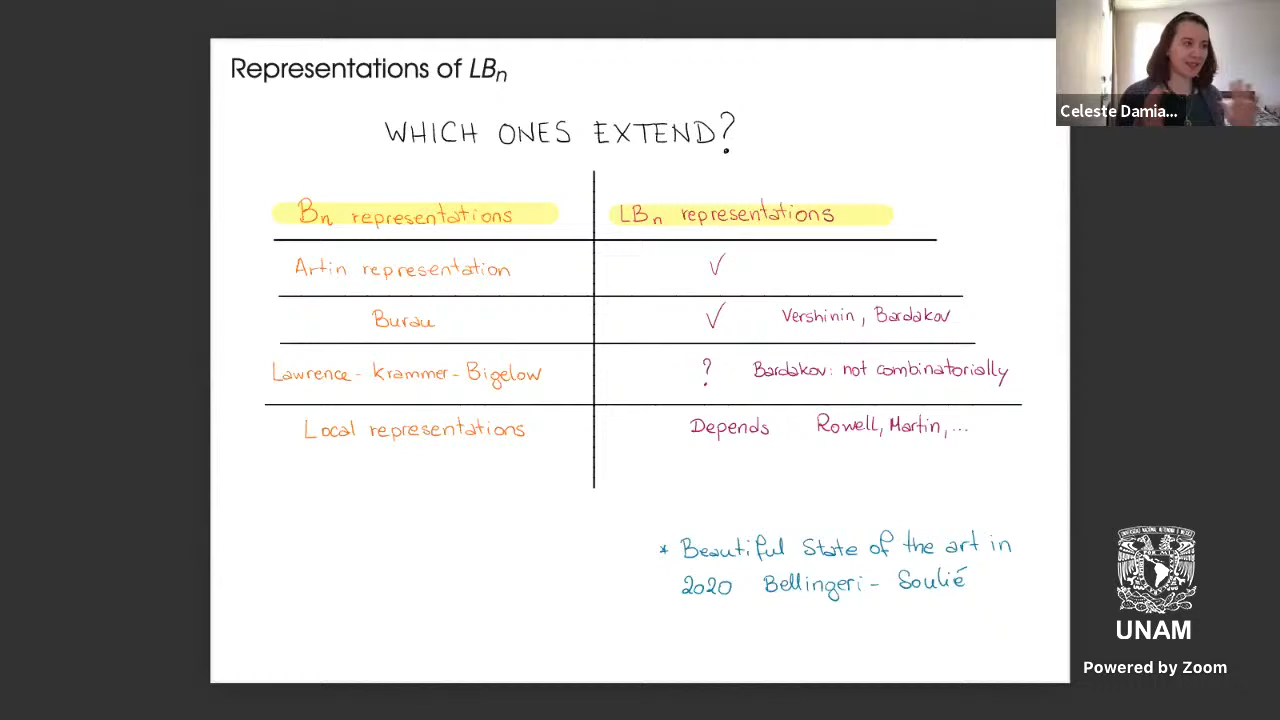 Representations of LBn
WHICH ONES EXTEND?
Bn representations
LBn representations
Artin representation
✓
Burau
✓ Vershinin, Bardakov
Lawrence - Krammer - Bigelow
? Bardakov: not combinatorially
Local representations
Depends Rowell, Martin, ...
* Beautiful State of the art in
2020 Bellingeri - Soulié
Celeste Damia...
UNAM
Powered by Zoom